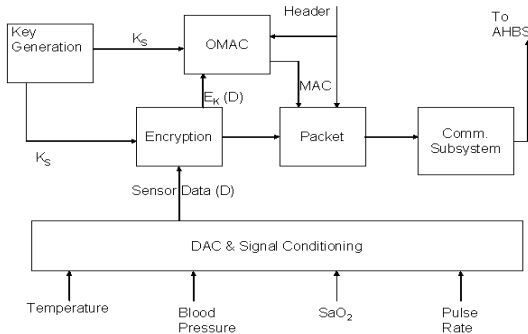 Header
To
AHBS
Key
Generation
K_S
OMAC
MAC
E_K (D)
Encryption
Packet
Comm.
Subsystem
K_S
Sensor Data (D)
DAC & Signal Conditioning
Temperature
Blood
Pressure
SaO₂
Pulse
Rate